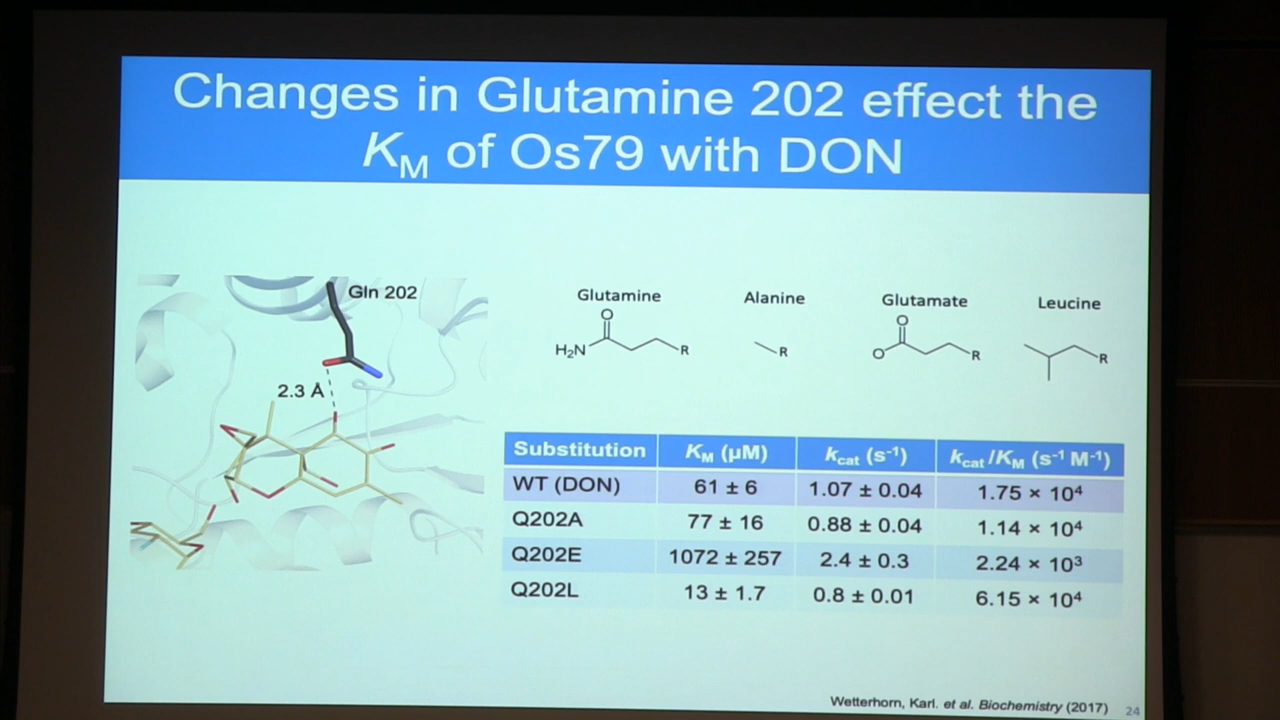 Changes in Glutamine 202 effect the
KM of Os79 with DON
Gln 202
2.3 Å
Glutamine
Alanine
Glutamate
Leucine
O
H₂N
R
R
O
O
R
R
Substitution KM (µM) kcat (s⁻¹) kcat/KM (s⁻¹ M⁻¹)
WT (DON) 61 ± 6 1.07 ± 0.04 1.75 × 10⁴
Q202A 77 ± 16 0.88 ± 0.04 1.14 × 10⁴
Q202E 1072 ± 257 2.4 ± 0.3 2.24 × 10³
Q202L 13 ± 1.7 0.8 ± 0.01 6.15 × 10⁴
Wetterhorn, Karl. et al. Biochemistry (2017) 24